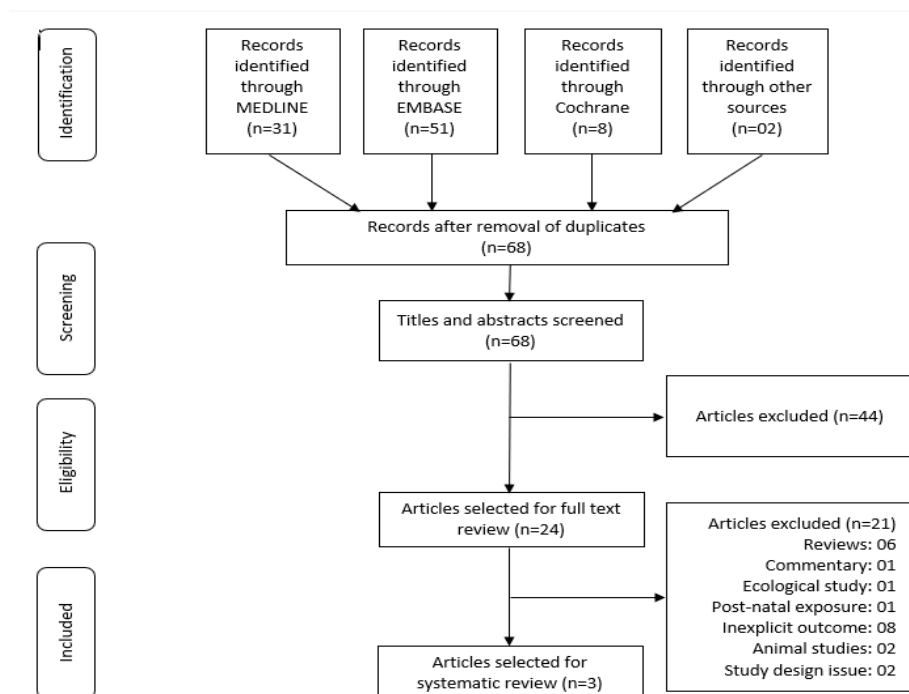 Identification
Records
identified
through
MEDLINE
(n=31)
Records
identified
through
EMBASE
(n=51)
Records
identified
through
Cochrane
(n=8)
Records
identified
through other
sources
(n=02)
Records after removal of duplicates
(n=68)
Screening
Titles and abstracts screened
(n=68)
Articles excluded (n=44)
Eligibility
Articles selected for full text
review (n=24)
Articles excluded (n=21)
Reviews: 06
Commentary: 01
Ecological study: 01
Post-natal exposure: 01
Inexplicit outcome: 08
Animal studies: 02
Study design issue: 02
Included
Articles selected for
systematic review (n=3)